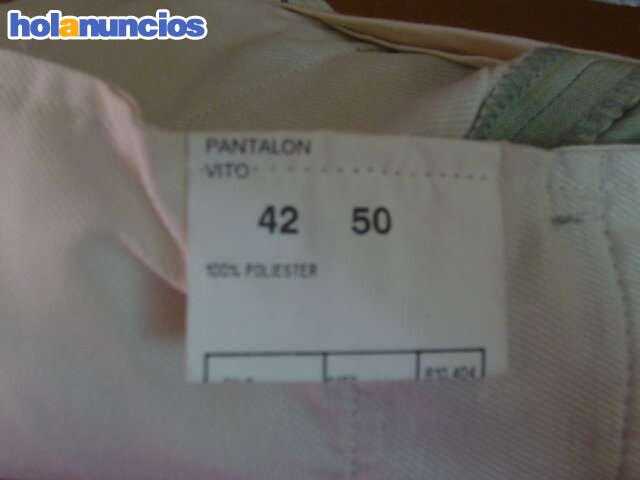 holanuncios
PANTALON
VITO
42 50
100% POLIESTER